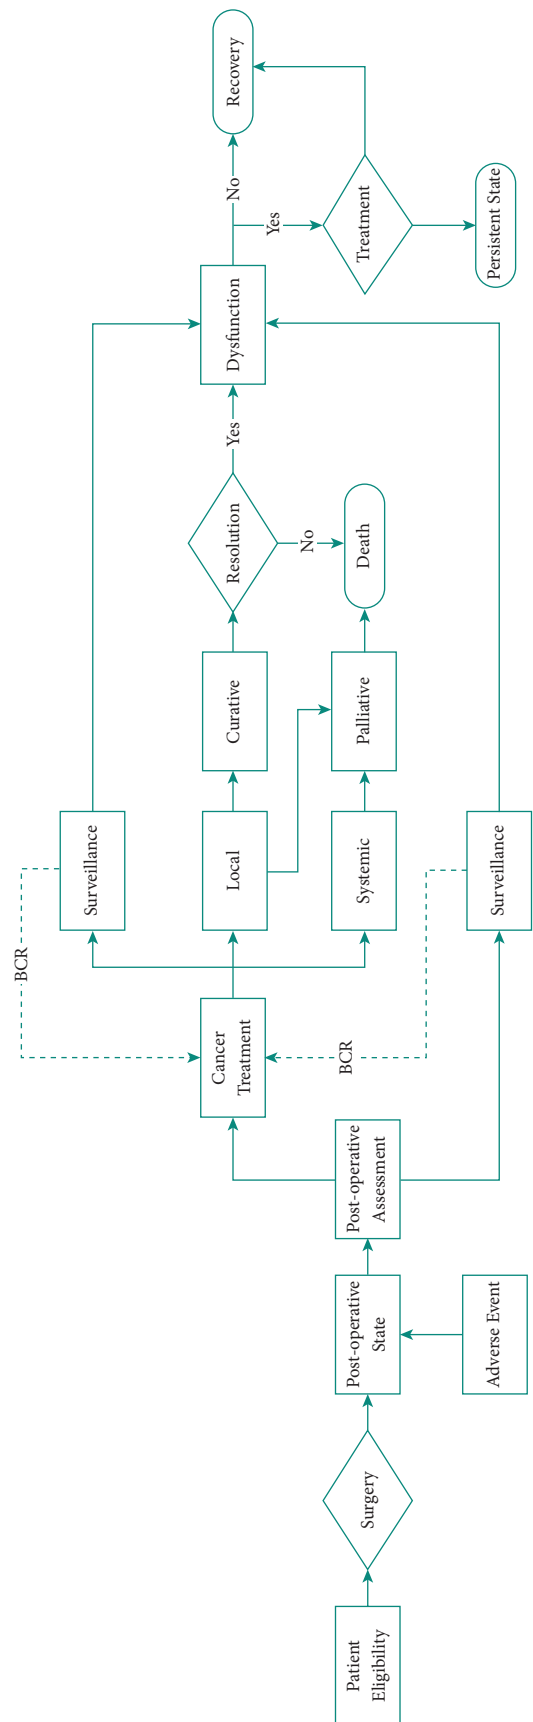 Patient
Eligibility
Surgery
Post-operative
State
Adverse Event
Post-operative
Assessment
Cancer
Treatment
BCR
BCR
Surveillance
Local
Systemic
Surveillance
Curative
Palliative
Resolution
No
Death
Yes
Dysfunction
No
Yes
Recovery
Treatment
Persistent State